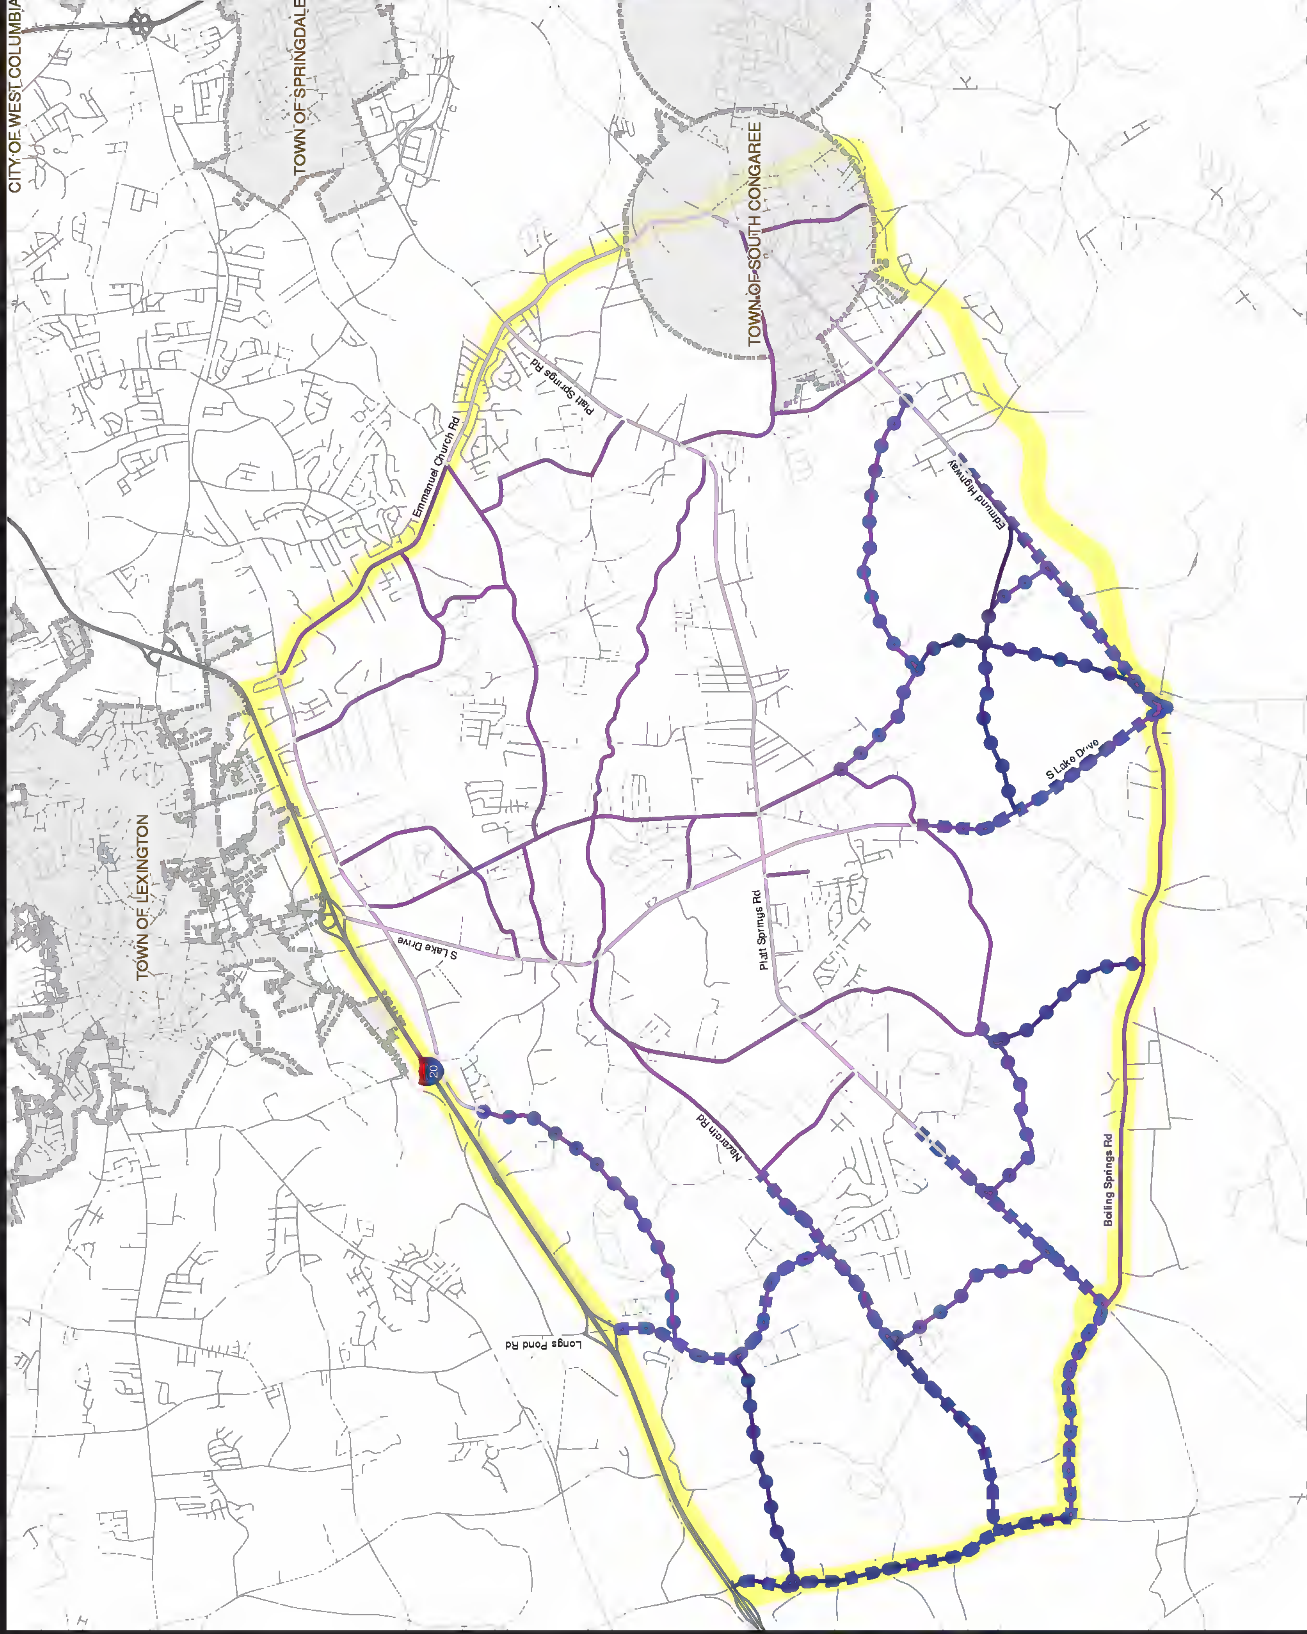 CITY OF WEST COLUMBIA
TOWN OF SPRINGDALE
TOWN OF SOUTH CONGAREE
Platt Springs Rd
Emmanuel Church Rd
Edmund Highway
TOWN OF LEXINGTON
S Lake Drive
S Lake Drive
Platt Springs Rd
20
Nazareth Rd
Boiling Springs Rd
Longs Pond Rd